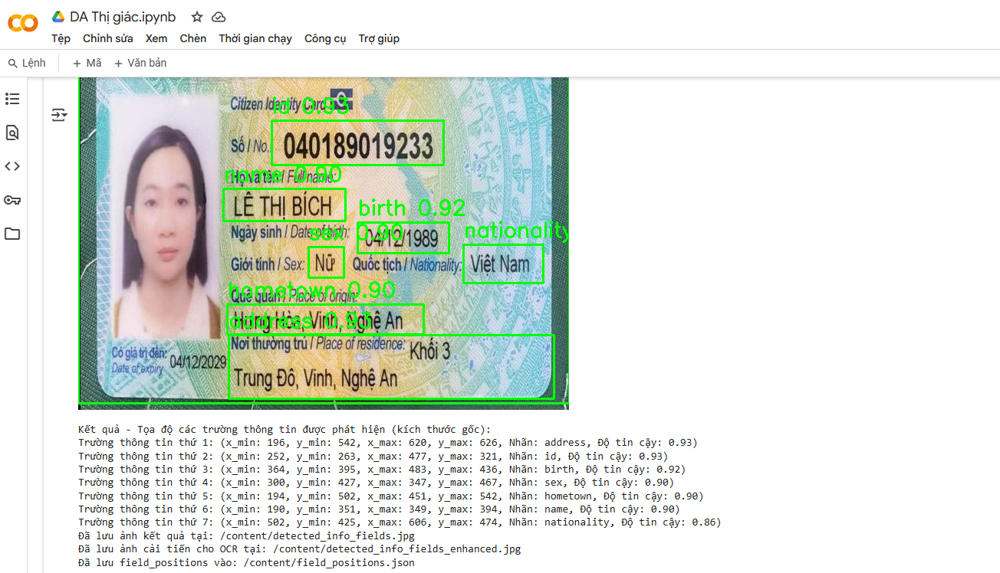 DA Thị giác.ipynb
Tệp Chỉnh sửa Xem Chèn Thời gian chạy Công cụ Trợ giúp
Lệnh + Mã + Văn bản
Citizen Identity Card
id 0.93
Số / No. 040189019233
name 0.90
Họ và tên / Full name:
LÊ THỊ BÍCH
birth 0.92
Ngày sinh / Date of birth: 04/12/1989
sex 0.90
nationality
Giới tính / Sex: Nữ Quốc tịch / Nationality: Việt Nam
hometown 0.90
Quê quán / Place of origin:
Vinh, Nghệ An
address 0.93
Nơi thường trú / Place of residence: Khối 3
Trung Đô, Vinh, Nghệ An
Có giá trị đến: 04/12/2029
Date of expiry
Kết quả - Tọa độ các trường thông tin được phát hiện (kích thước gốc):
Trường thông tin thứ 1: (x_min: 196, y_min: 542, x_max: 620, y_max: 626, Nhãn: address, Độ tin cậy: 0.93)
Trường thông tin thứ 2: (x_min: 252, y_min: 263, x_max: 477, y_max: 321, Nhãn: id, Độ tin cậy: 0.93)
Trường thông tin thứ 3: (x_min: 364, y_min: 395, x_max: 483, y_max: 436, Nhãn: birth, Độ tin cậy: 0.92)
Trường thông tin thứ 4: (x_min: 300, y_min: 427, x_max: 347, y_max: 467, Nhãn: sex, Độ tin cậy: 0.90)
Trường thông tin thứ 5: (x_min: 194, y_min: 502, x_max: 451, y_max: 542, Nhãn: hometown, Độ tin cậy: 0.90)
Trường thông tin thứ 6: (x_min: 190, y_min: 351, x_max: 349, y_max: 394, Nhãn: name, Độ tin cậy: 0.90)
Trường thông tin thứ 7: (x_min: 502, y_min: 425, x_max: 606, y_max: 474, Nhãn: nationality, Độ tin cậy: 0.86)
Đã lưu ảnh kết quả tại: /content/detected_info_fields.jpg
Đã lưu ảnh cải tiến cho OCR tại: /content/detected_info_fields_enhanced.jpg
Đã lưu field_positions vào: /content/field_positions.json